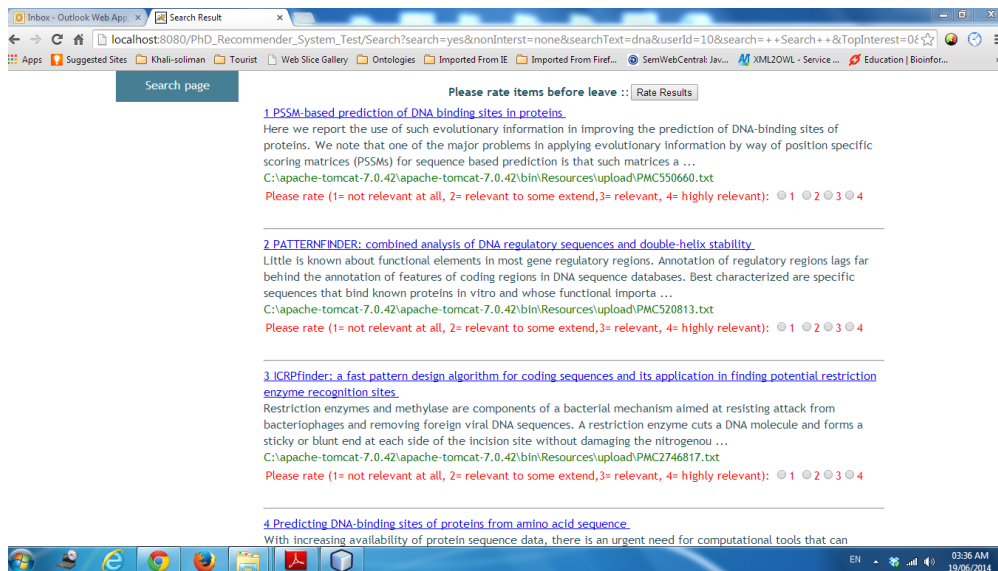 Inbox - Outlook Web App
Search Result
localhost:8080/PhD_Recommender_System_Test/Search?search=yes&nonInterst=none&searchText=dna&userId=10&search=++Search++&TopInterest=0
Apps Suggested Sites Khali-soliman Tourist Web Slice Gallery Ontologies Imported From IE Imported From Firef... SemWebCentral: Jav... XML2OWL - Service ... Education | Bioinfor...
Search page
Please rate items before leave :: Rate Results
1 PSSM-based prediction of DNA binding sites in proteins
Here we report the use of such evolutionary information in improving the prediction of DNA-binding sites of
proteins. We note that one of the major problems in applying evolutionary information by way of position specific
scoring matrices (PSSMs) for sequence based prediction is that such matrices a ...
C:\apache-tomcat-7.0.42\apache-tomcat-7.0.42\bin\Resources\upload\PMC550660.txt
Please rate (1= not relevant at all, 2= relevant to some extend,3= relevant, 4= highly relevant): 1 2 3 4
2 PATTERNFINDER: combined analysis of DNA regulatory sequences and double-helix stability
Little is known about functional elements in most gene regulatory regions. Annotation of regulatory regions lags far
behind the annotation of features of coding regions in DNA sequence databases. Best characterized are specific
sequences that bind known proteins in vitro and whose functional importa ...
C:\apache-tomcat-7.0.42\apache-tomcat-7.0.42\bin\Resources\upload\PMC520813.txt
Please rate (1= not relevant at all, 2= relevant to some extend,3= relevant, 4= highly relevant): 1 2 3 4
3 ICRPfinder: a fast pattern design algorithm for coding sequences and its application in finding potential restriction
enzyme recognition sites
Restriction enzymes and methylase are components of a bacterial mechanism aimed at resisting attack from
bacteriophages and removing foreign viral DNA sequences. A restriction enzyme cuts a DNA molecule and forms a
sticky or blunt end at each side of the incision site without damaging the nitrogenou ...
C:\apache-tomcat-7.0.42\apache-tomcat-7.0.42\bin\Resources\upload\PMC2746817.txt
Please rate (1= not relevant at all, 2= relevant to some extend,3= relevant, 4= highly relevant): 1 2 3 4
4 Predicting DNA-binding sites of proteins from amino acid sequence
With increasing availability of protein sequence data, there is an urgent need for computational tools that can
EN 03:36 AM
19/06/2014